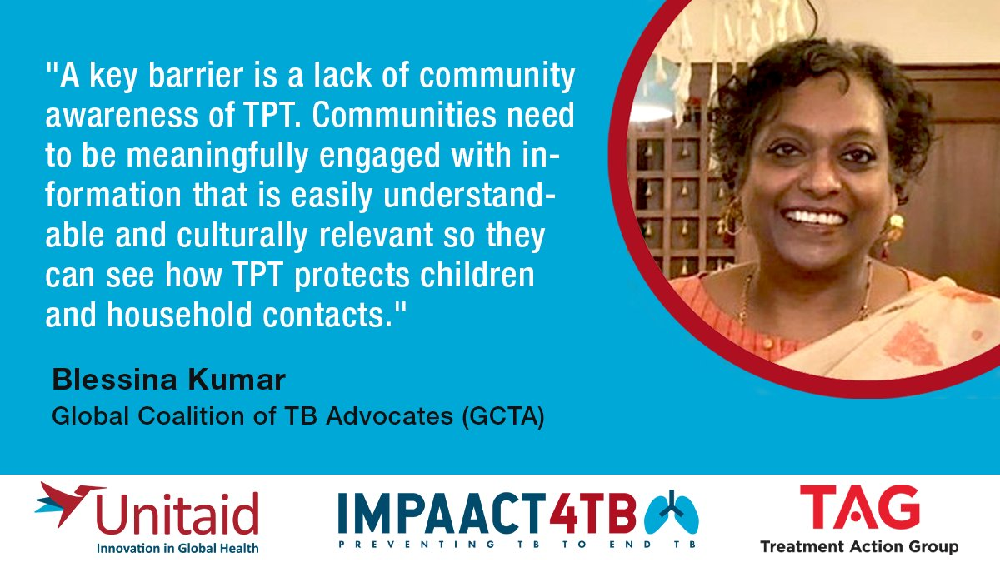 "A key barrier is a lack of community
awareness of TPT. Communities need
to be meaningfully engaged with in-
formation that is easily understand-
able and culturally relevant so they
can see how TPT protects children
and household contacts."
Blessina Kumar
Global Coalition of TB Advocates (GCTA)
Unitaid
Innovation in Global Health
IMPAACT4TB
PREVENTING TB TO END TB
TAG
Treatment Action Group